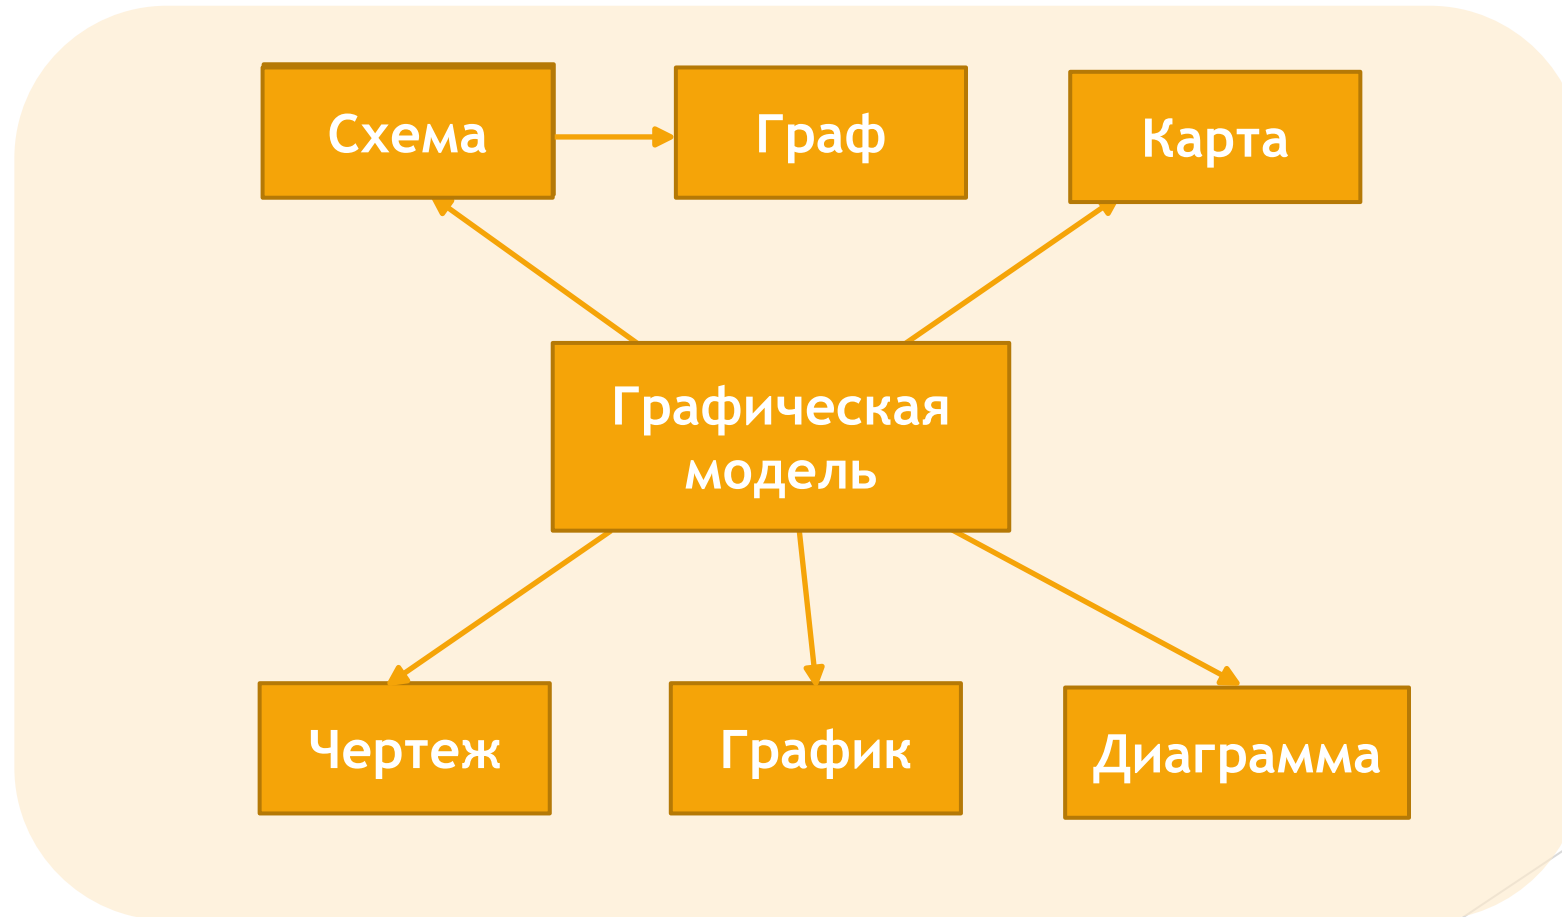 Схема
Граф
Карта
Графическая
модель
Чертеж
График
Диаграмма